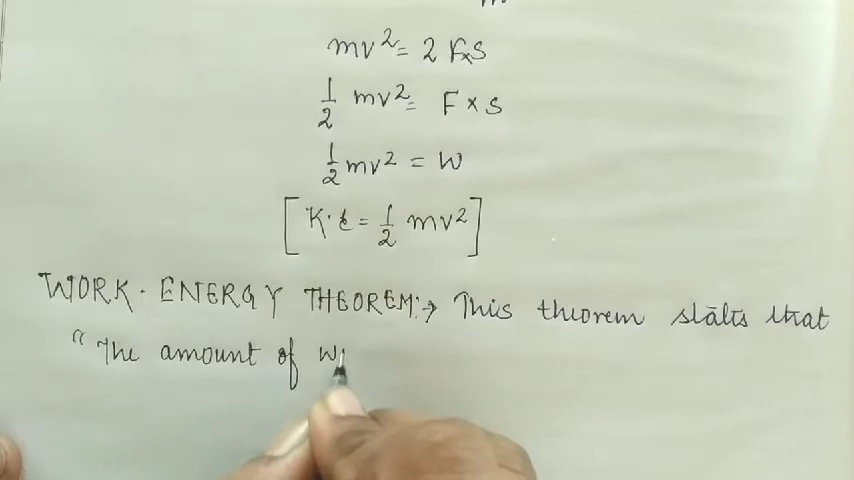 mv² = 2 F×S
1/2 mv² = F × S
1/2 mv² = W
[K.E = 1/2 mv²]
WORK - ENERGY THEOREM:→ This theorem states that
"The amount of w